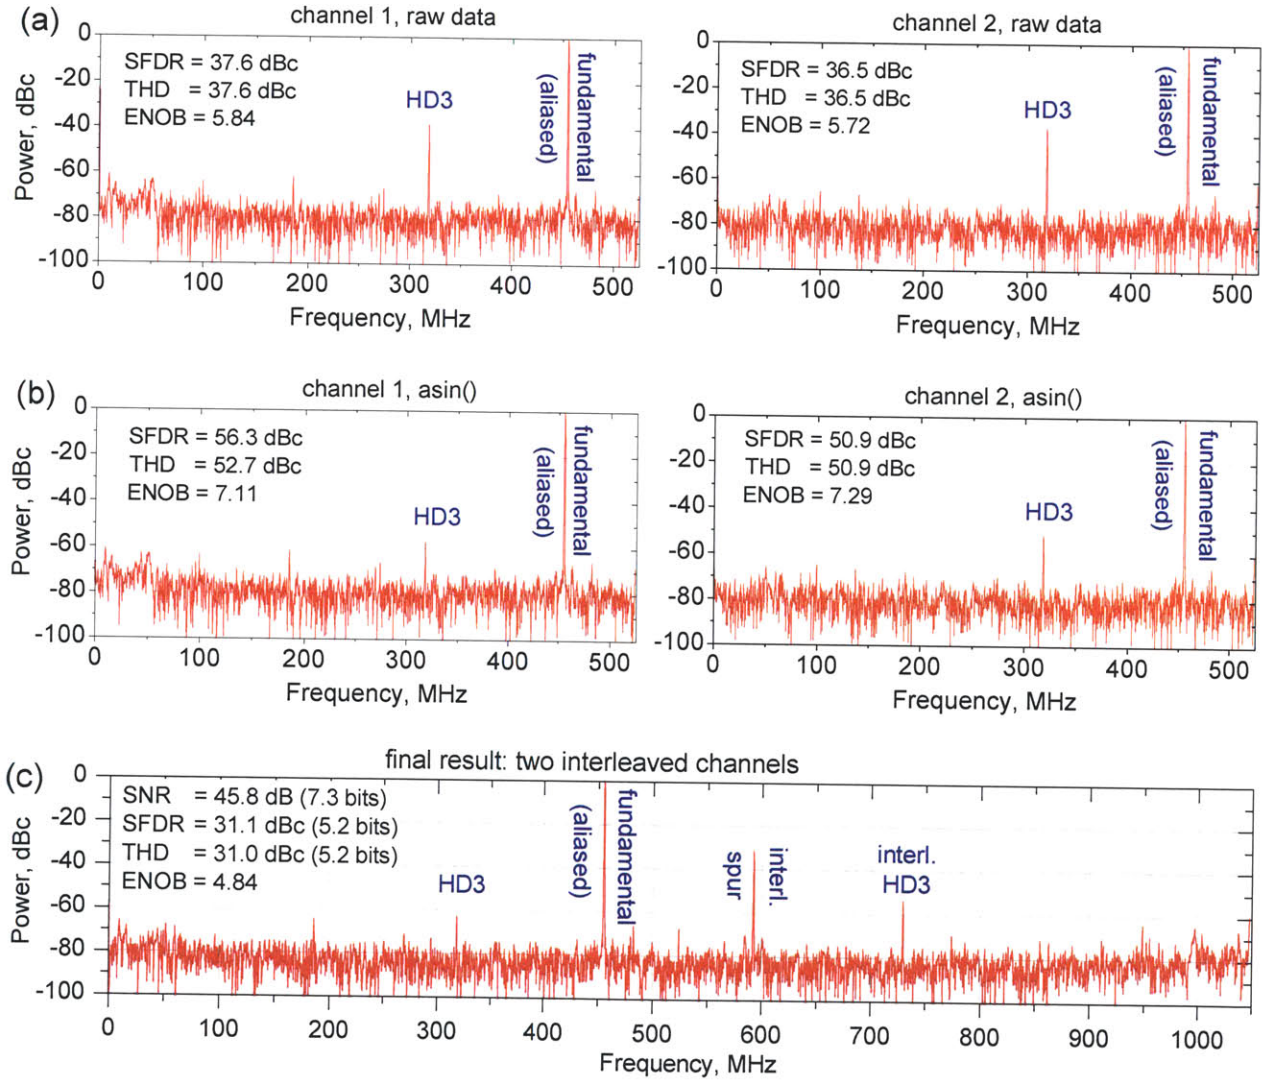 (a)
channel 1, raw data
SFDR = 37.6 dBc
THD = 37.6 dBc
ENOB = 5.84
HD3
fundamental
(aliased)
Power, dBc
0
-20
-40
-60
-80
-100
0
100
200
300
400
500
Frequency, MHz
channel 2, raw data
SFDR = 36.5 dBc
THD = 36.5 dBc
ENOB = 5.72
HD3
fundamental
(aliased)
0
-20
-40
-60
-80
-100
0
100
200
300
400
500
Frequency, MHz
(b)
channel 1, asin()
SFDR = 56.3 dBc
THD = 52.7 dBc
ENOB = 7.11
HD3
fundamental
(aliased)
Power, dBc
0
-20
-40
-60
-80
-100
0
100
200
300
400
500
Frequency, MHz
channel 2, asin()
SFDR = 50.9 dBc
THD = 50.9 dBc
ENOB = 7.29
HD3
fundamental
(aliased)
0
-20
-40
-60
-80
-100
0
100
200
300
400
500
Frequency, MHz
(c)
final result: two interleaved channels
SNR = 45.8 dB (7.3 bits)
SFDR = 31.1 dBc (5.2 bits)
THD = 31.0 dBc (5.2 bits)
ENOB = 4.84
HD3
fundamental
(aliased)
interl.
spur
interl.
HD3
Power, dBc
0
-20
-40
-60
-80
-100
0
100
200
300
400
500
600
700
800
900
1000
Frequency, MHz